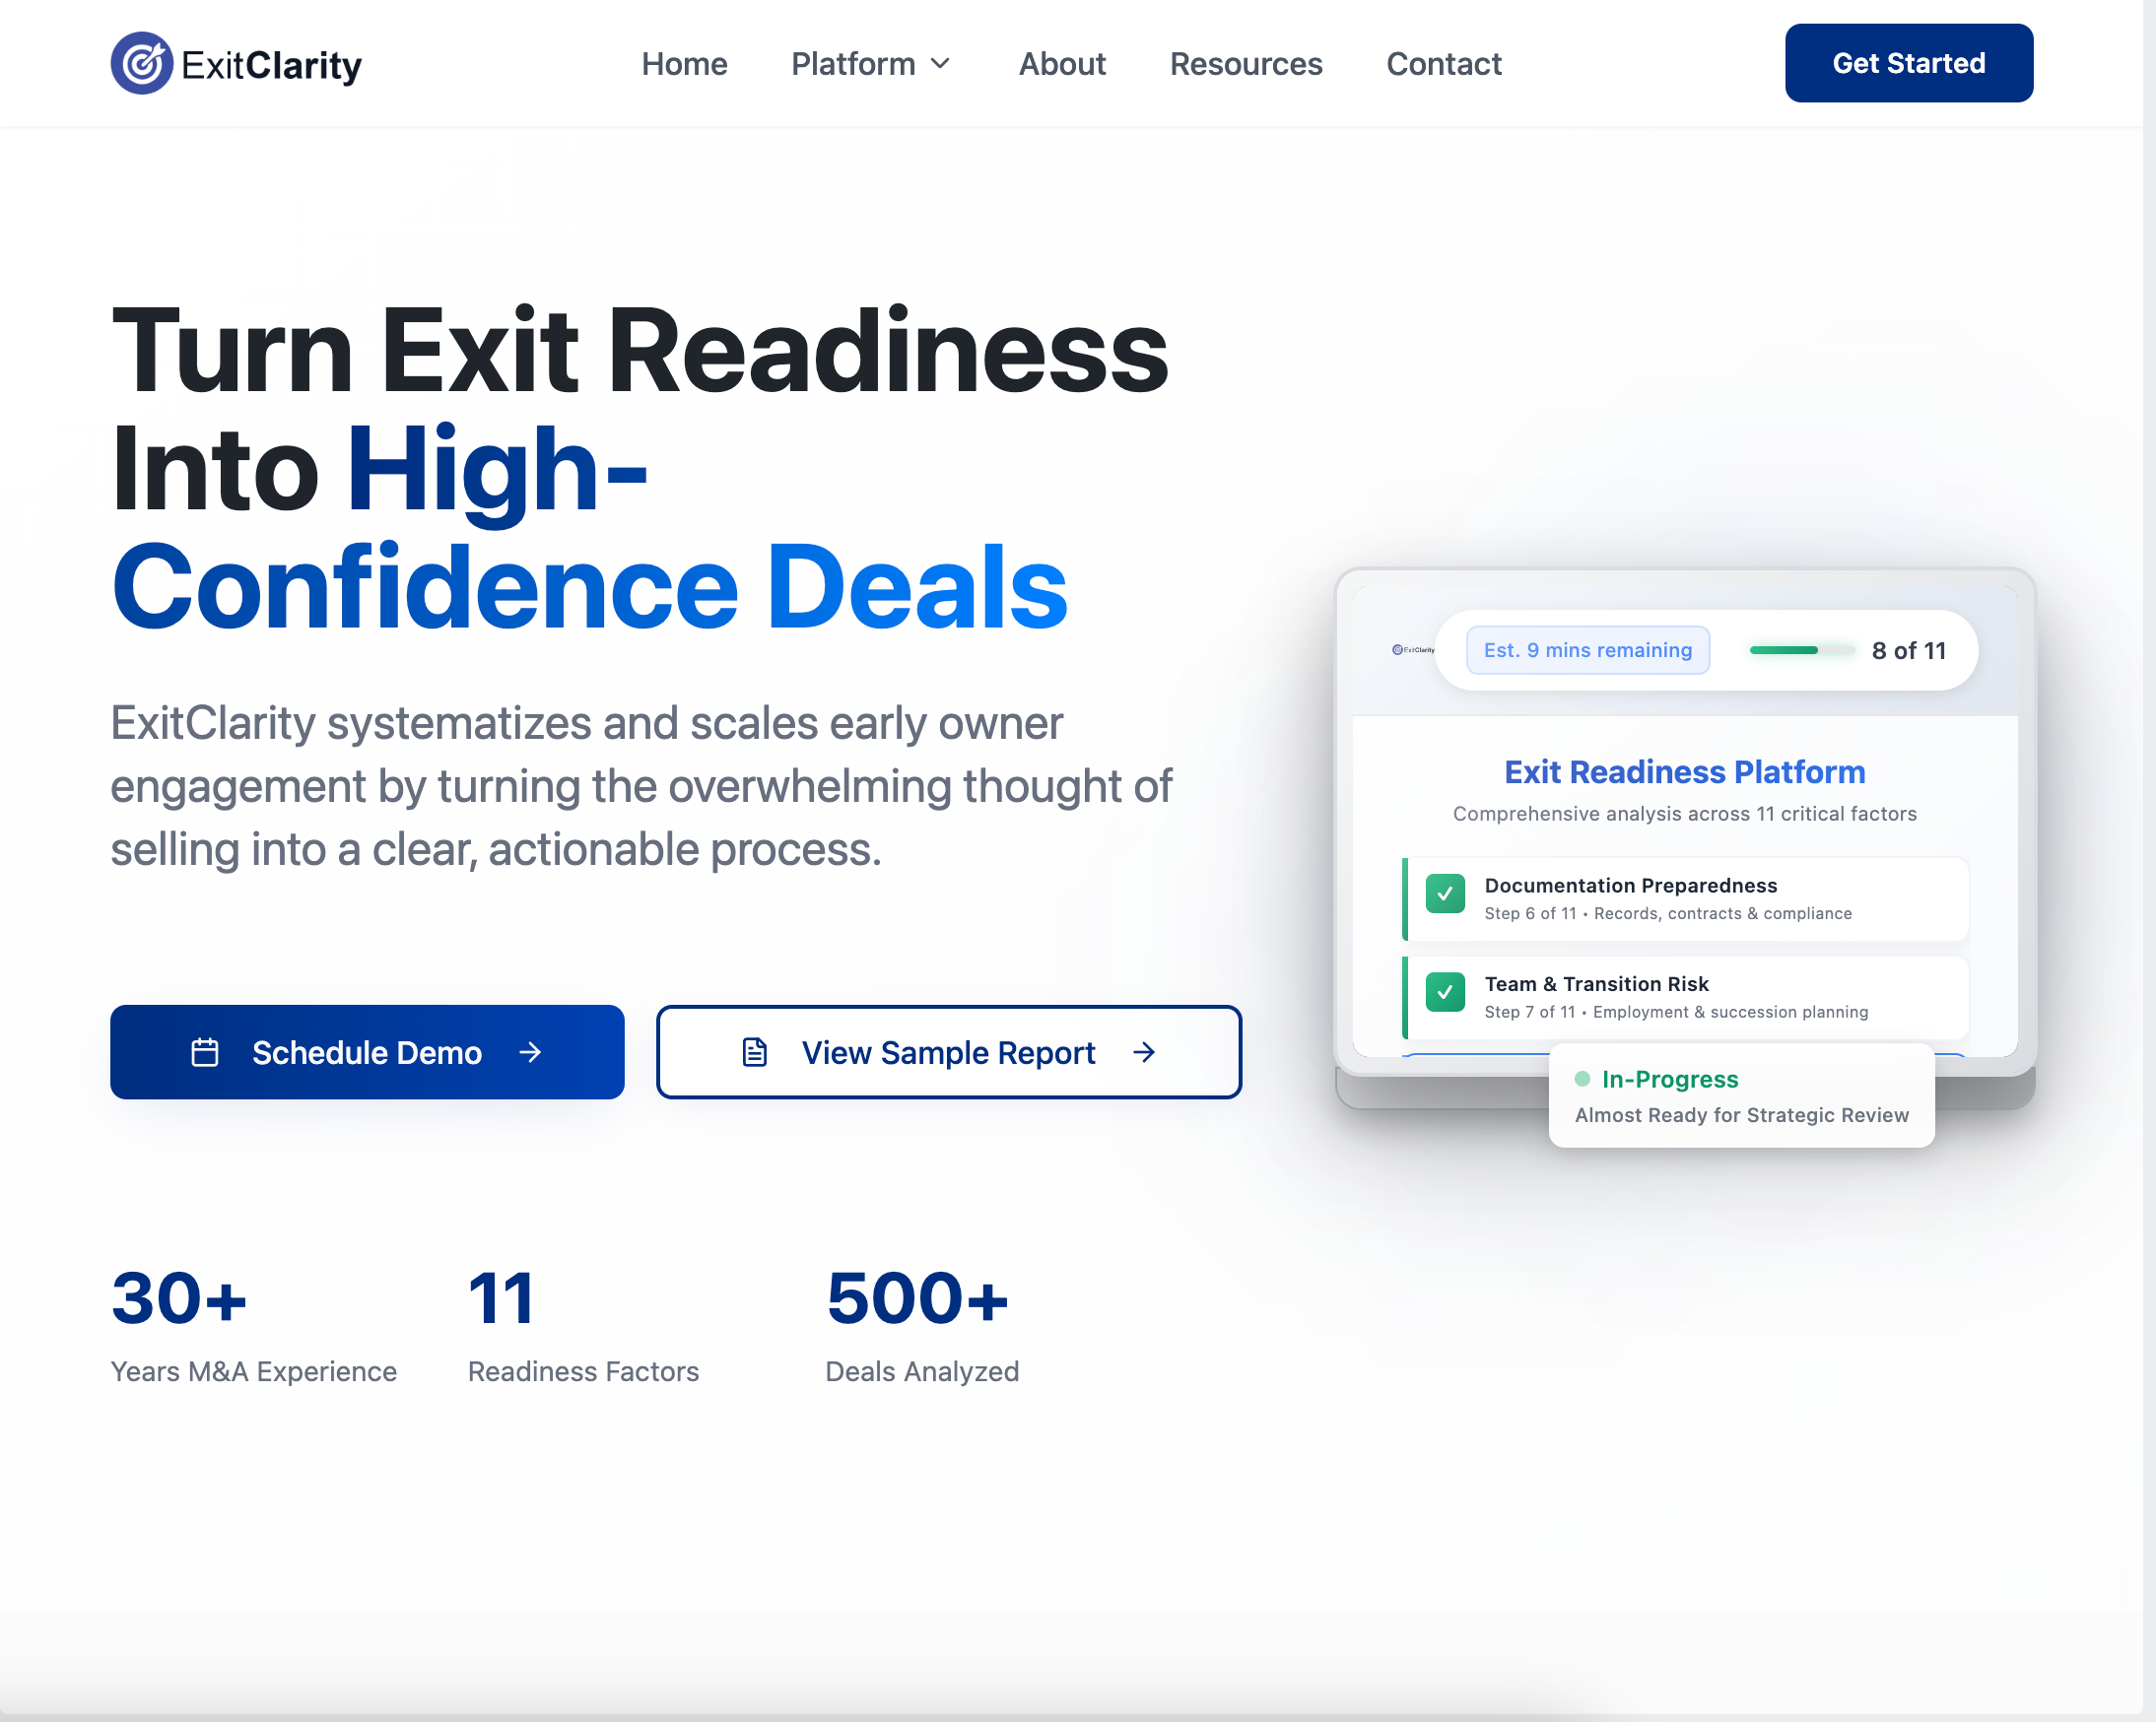 ExitClarity
Home
Platform
About
Resources
Contact
Get Started
Turn Exit Readiness
Into High-
Confidence Deals
ExitClarity systematizes and scales early owner
engagement by turning the overwhelming thought of
selling into a clear, actionable process.
Schedule Demo
View Sample Report
30+
Years M&A Experience
11
Readiness Factors
500+
Deals Analyzed
ExitClarity
Est. 9 mins remaining
8 of 11
Exit Readiness Platform
Comprehensive analysis across 11 critical factors
Documentation Preparedness
Step 6 of 11 • Records, contracts & compliance
Team & Transition Risk
Step 7 of 11 • Employment & succession planning
In-Progress
Almost Ready for Strategic Review